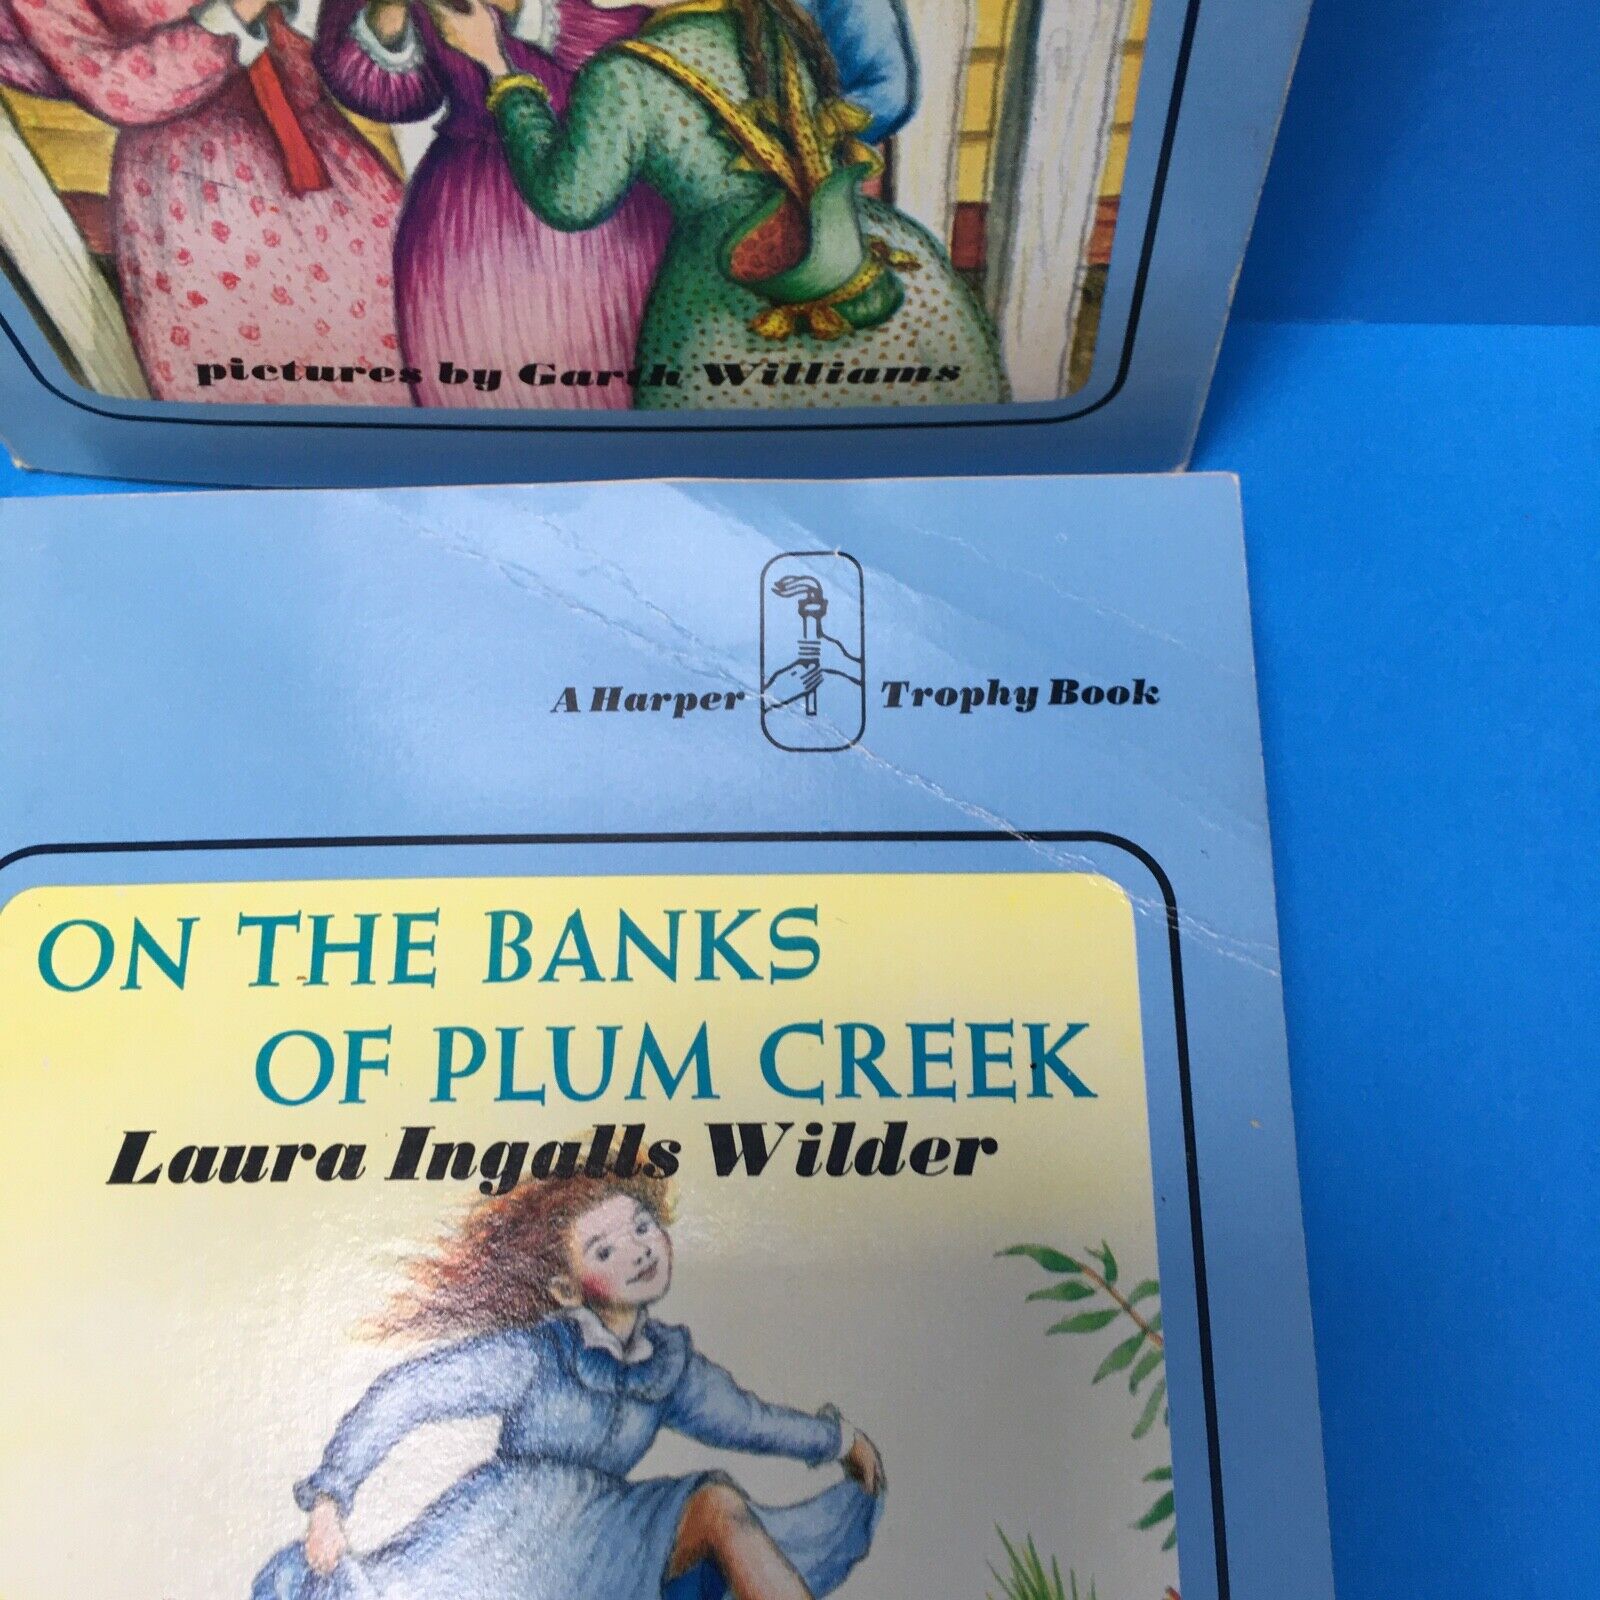 pictures by Garth Williams
A Harper Trophy Book
ON THE BANKS
OF PLUM CREEK
Laura Ingalls Wilder